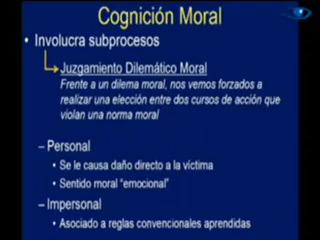 Cognición Moral
• Involucra subprocesos
Juzgamiento Dilemático Moral
Frente a un dilema moral, nos vemos forzados a
realizar una elección entre dos cursos de acción que
violan una norma moral
– Personal
• Se le causa daño directo a la víctima
• Sentido moral “emocional”
– Impersonal
• Asociado a reglas convencionales aprendidas